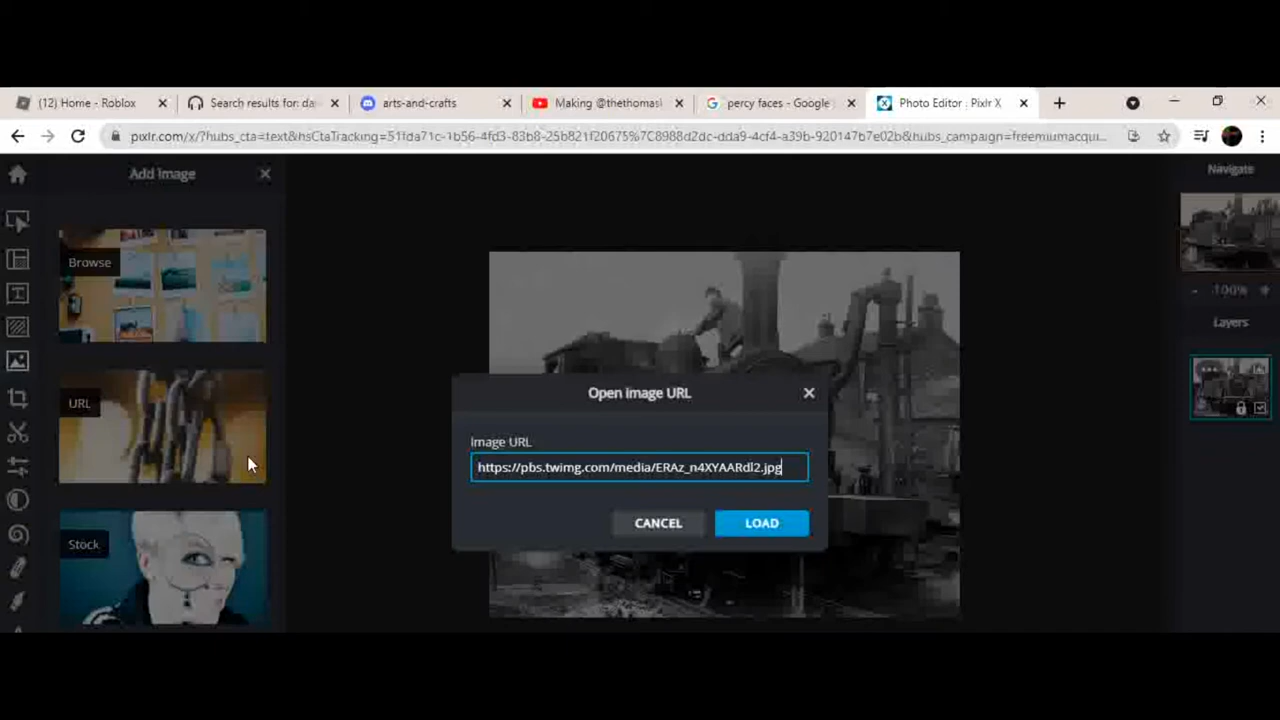 (12) Home - Roblox
Search results for: da
arts-and-crafts
Making @thethomas
percy faces - Google
Photo Editor : Pixlr X
pixlr.com/x/?hubs_cta=text&hsCtaTracking=511fda71c-1b56-4fd3-83b8-25b821f20675%7C8988d2dc-dda9-4cf4-a39b-920147b7e02b&hubs_campaign=freemiumacqui...
Add Image
Navigate
Browse
100%
Layers
Open image URL
URL
Image URL
https://pbs.twimg.com/media/ERAz_n4XYAARdl2.jpg
CANCEL
LOAD
Stock